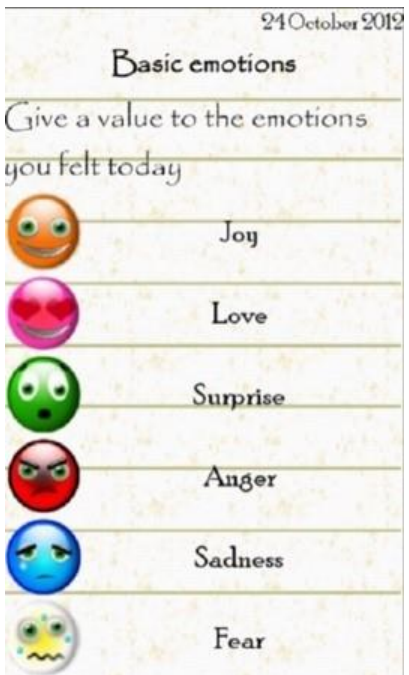 24 October 2012
Basic emotions
Give a value to the emotions
you felt today
Joy
Love
Surprise
Anger
Sadness
Fear